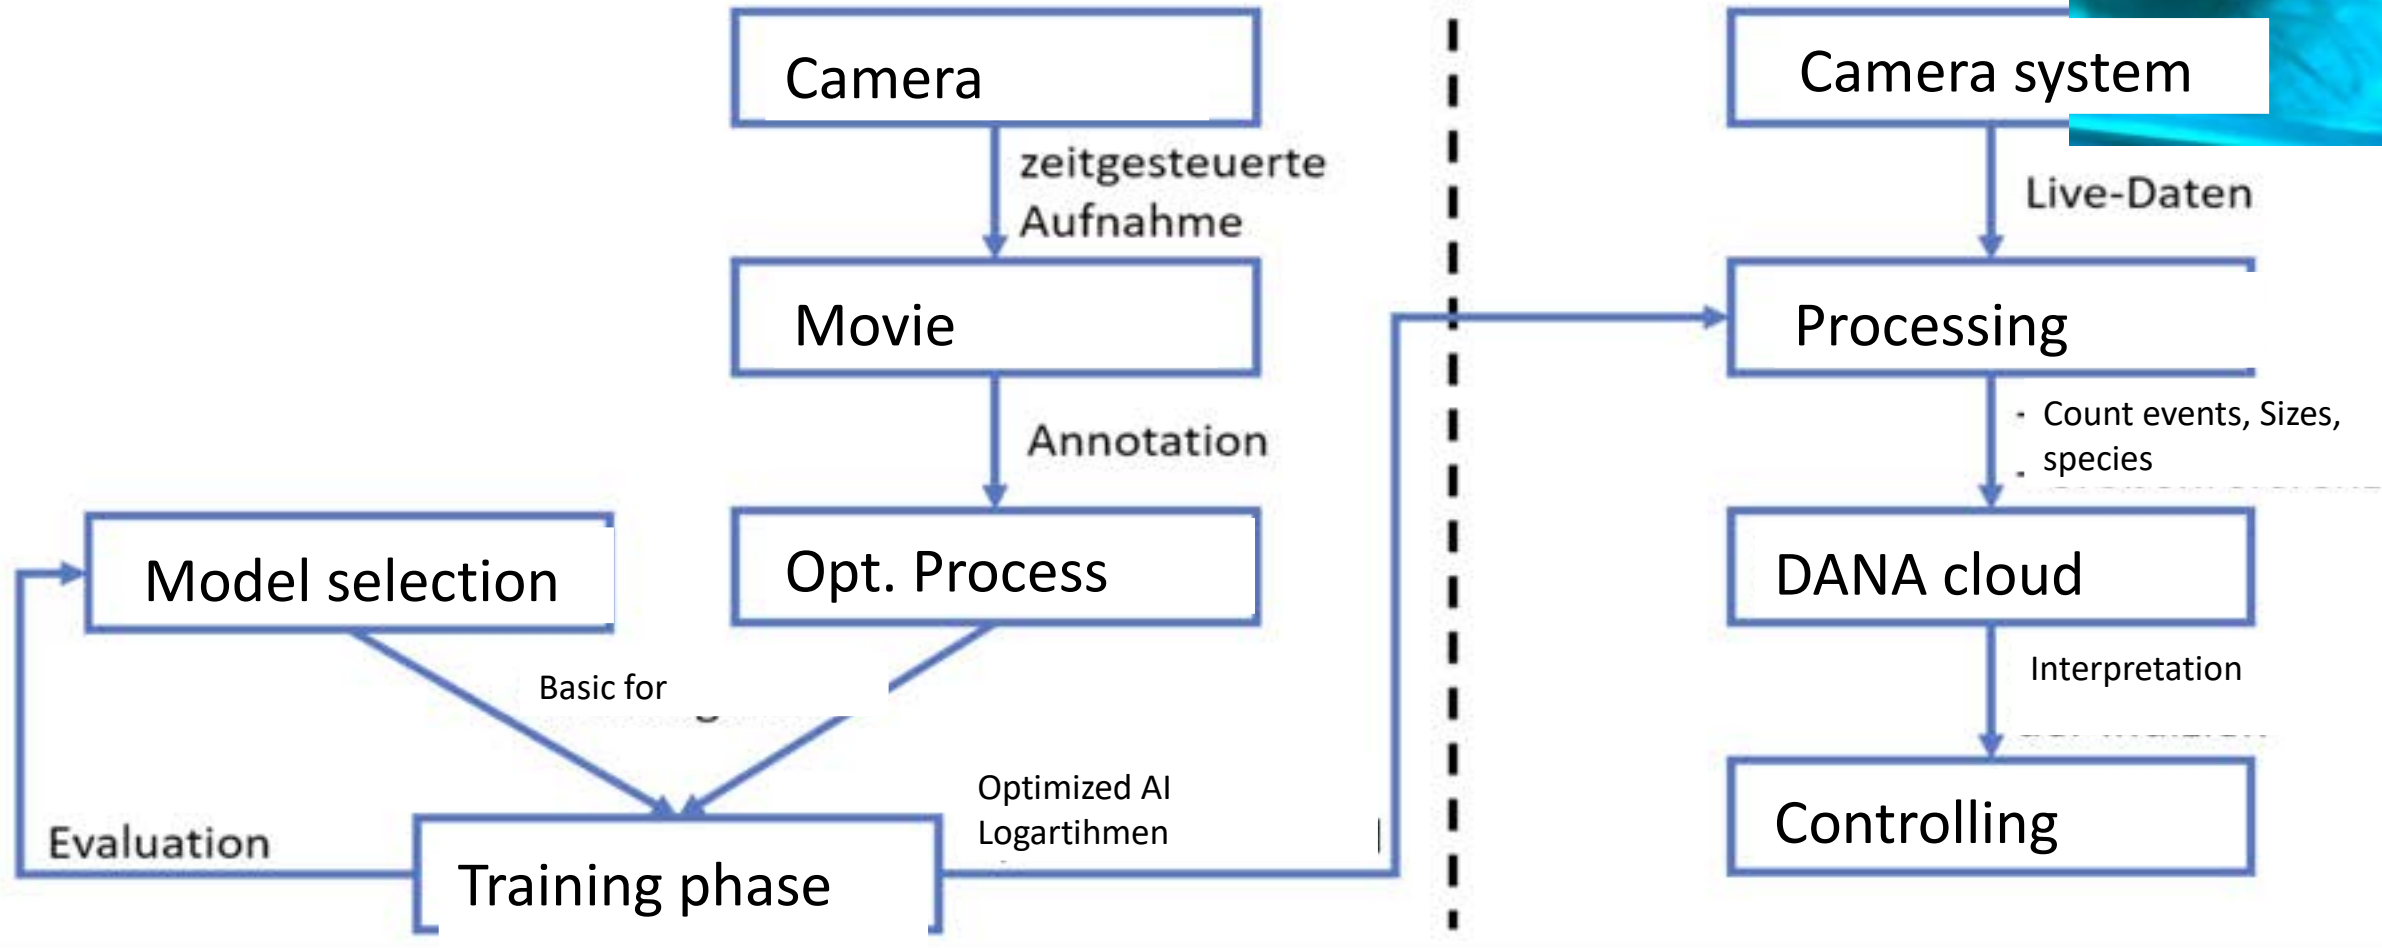 Camera
zeitgesteuerte
Aufnahme
Movie
Annotation
Model selection
Opt. Process
Basic for
Evaluation
Training phase
Optimized AI
Logartihmen
Camera system
Live-Daten
Processing
- Count events, Sizes,
- species
DANA cloud
Interpretation
Controlling